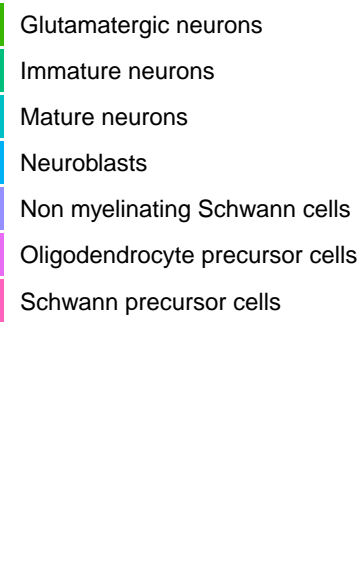 Glutamatergic neurons
Immature neurons
Mature neurons
Neuroblasts
Non myelinating Schwann cells
Oligodendrocyte precursor cells
Schwann precursor cells